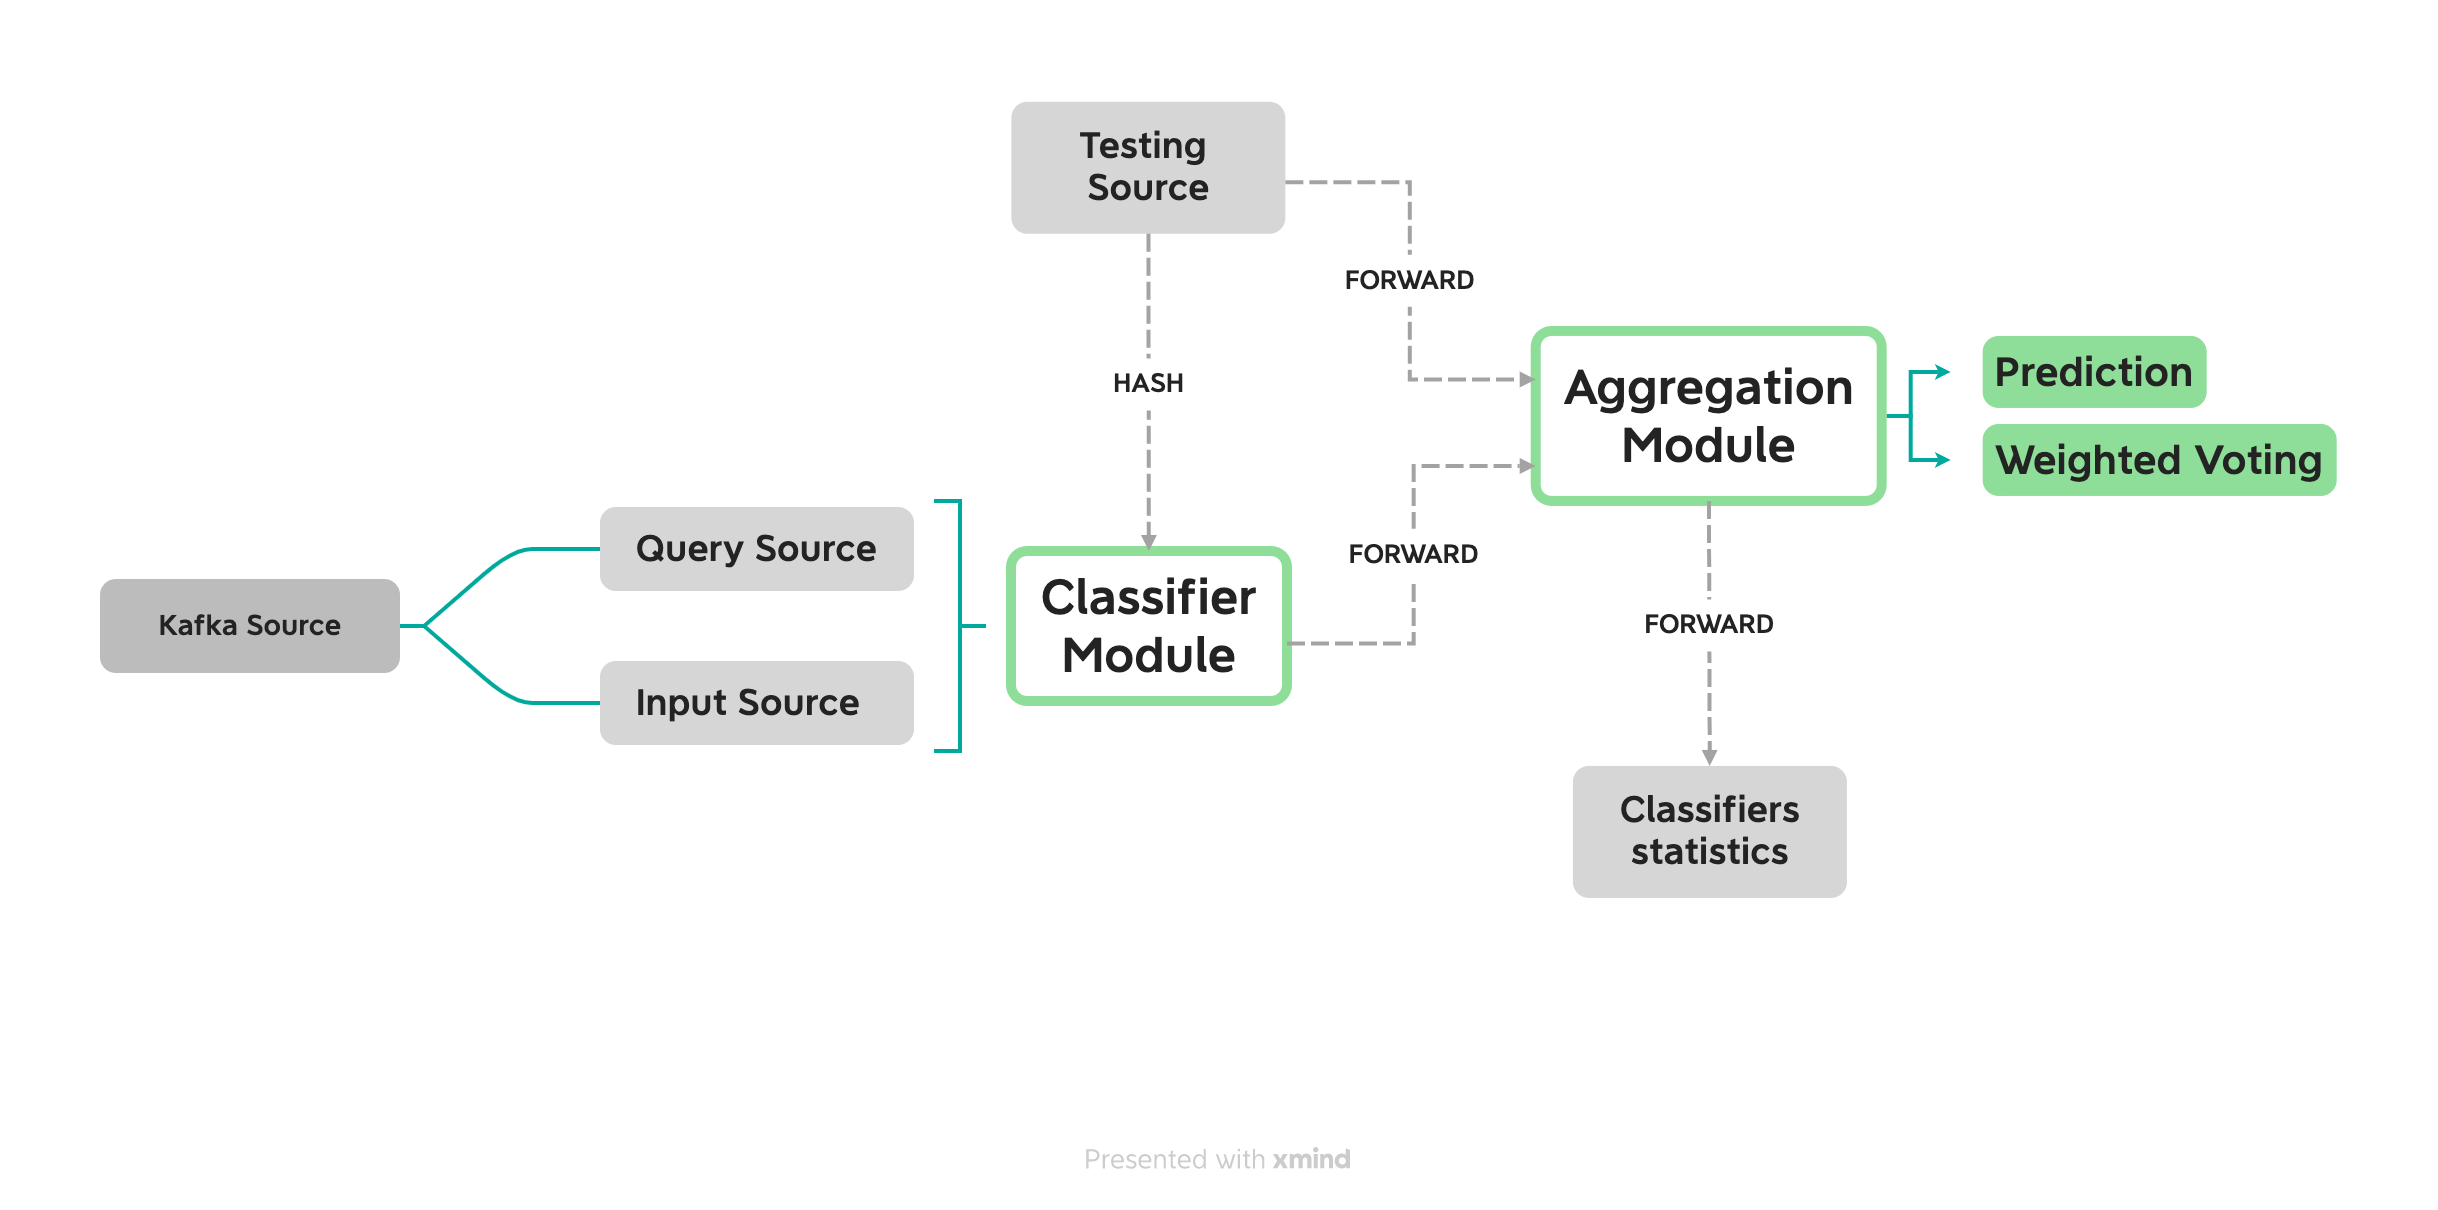 Testing
Source
FORWARD
HASH
Aggregation
Module
Prediction
Weighted Voting
Kafka Source
Query Source
Input Source
Classifier
Module
FORWARD
FORWARD
Classifiers
statistics
Presented with xmind